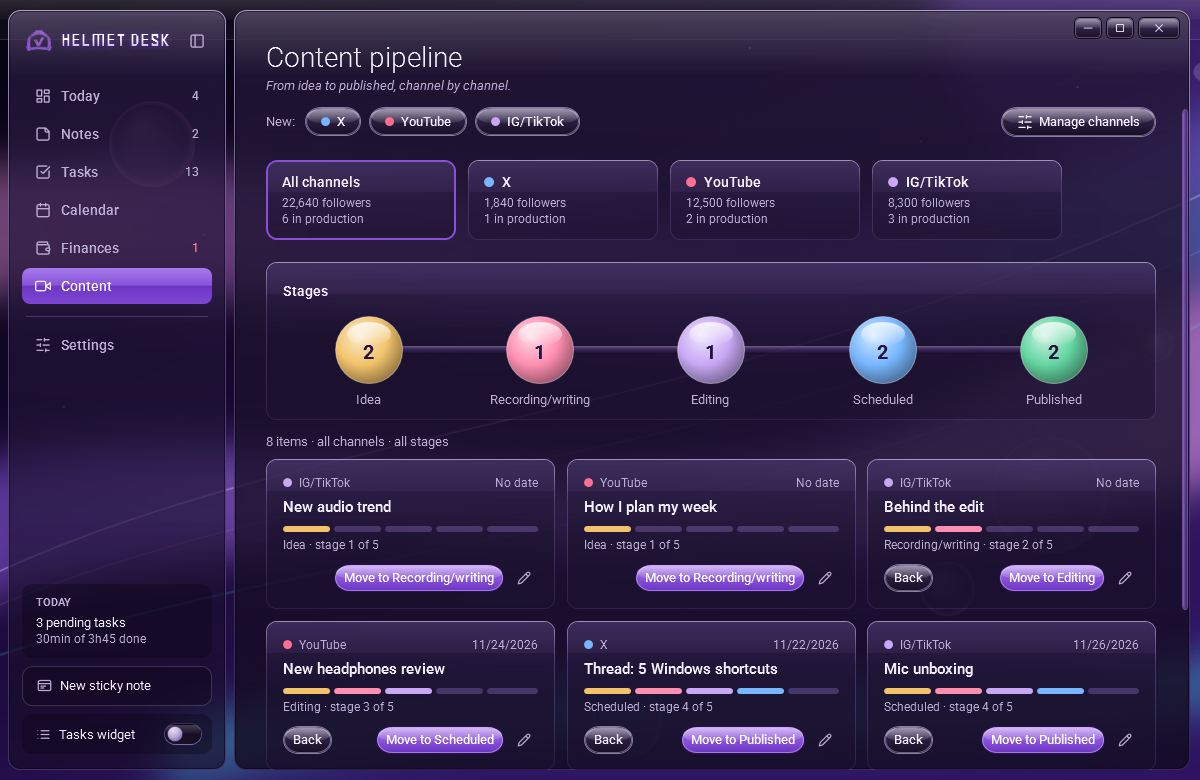 HELMET DESK
Today 4
Notes 2
Tasks 13
Calendar
Finances 1
Content
Settings
TODAY
3 pending tasks
30min of 3h45 done
New sticky note
Tasks widget
Content pipeline
From idea to published, channel by channel.
New: X YouTube IG/TikTok Manage channels
All channels
22,640 followers
6 in production
X
1,840 followers
1 in production
YouTube
12,500 followers
2 in production
IG/TikTok
8,300 followers
3 in production
Stages
2 1 1 2 2
Idea Recording/writing Editing Scheduled Published
8 items · all channels · all stages
IG/TikTok No date
New audio trend
Idea · stage 1 of 5
Move to Recording/writing
YouTube No date
How I plan my week
Idea · stage 1 of 5
Move to Recording/writing
IG/TikTok No date
Behind the edit
Recording/writing · stage 2 of 5
Back Move to Editing
YouTube 11/24/2026
New headphones review
Editing · stage 3 of 5
Back Move to Scheduled
X 11/22/2026
Thread: 5 Windows shortcuts
Scheduled · stage 4 of 5
Back Move to Published
IG/TikTok 11/26/2026
Mic unboxing
Scheduled · stage 4 of 5
Back Move to Published